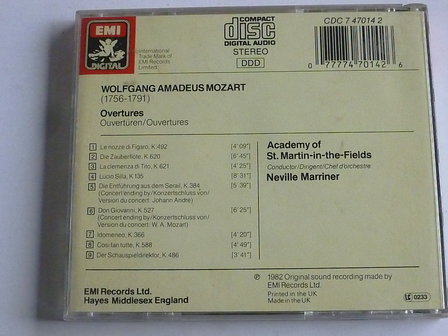 EMI
DIGITAL
International
Trade Mark of
EMI Records
Limited
COMPACT
disc
DIGITAL AUDIO
STEREO
DDD
CDC 7 47014 2
0 77774 70142 6
WOLFGANG AMADEUS MOZART
(1756-1791)
Overtures
Ouvertüren/Ouvertures
1 Le nozze di Figaro, K.492 [4'09"]
2 Die Zauberflöte, K.620 [6'45"]
3 La clemenza di Tito, K.621 [4'25"]
4 Lucio Silla, K.135 [8'31"]
5 Die Entführung aus dem Serail, K.384 [5'39"]
(Concert ending by/Konzertschluss von/
Version du concert: Johann André)
6 Don Giovanni, K.527 [6'25"]
(Concert ending by/Konzertschluss von/
Version du concert: W. A. Mozart)
7 Idomeneo, K.366 [4'20"]
8 Così fan tutte, K.588 [4'49"]
9 Der Schauspieldirektor, K.486 [3'41"]
Academy of
St. Martin-in-the-Fields
Conductor/Dirigent/Chef d'orchestre
Neville Marriner
℗ 1982 Original sound recording made by
EMI Records Ltd.
Printed in the UK
Made in the UK
EMI Records Ltd.
Hayes Middlesex England
LC 0233